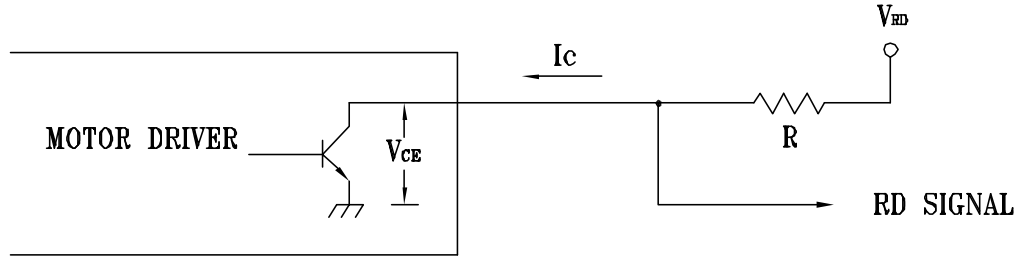 V_RD
Ic
MOTOR DRIVER
V_CE
R
RD SIGNAL